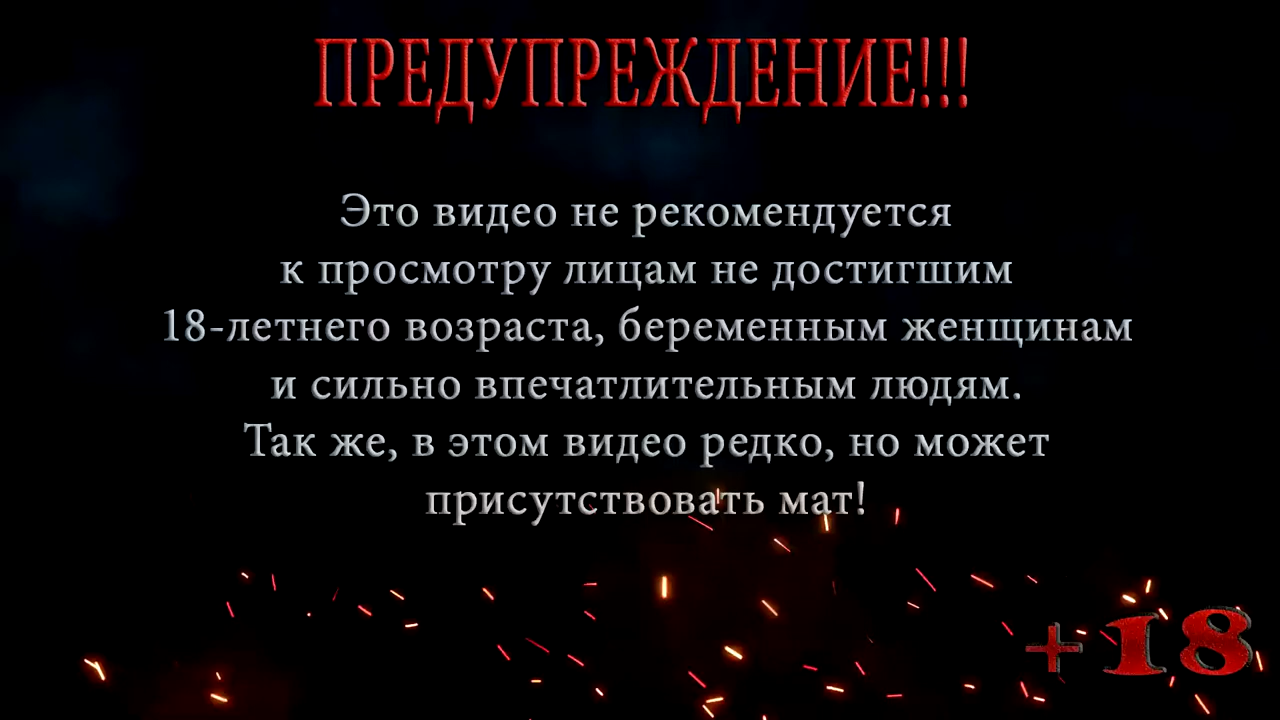 ПРЕДУПРЕЖДЕНИЕ!!!
Это видео не рекомендуется
к просмотру лицам не достигшим
18-летнего возраста, беременным женщинам
и сильно впечатлительным людям.
Так же, в этом видео редко, но может
присутствовать мат!
+18